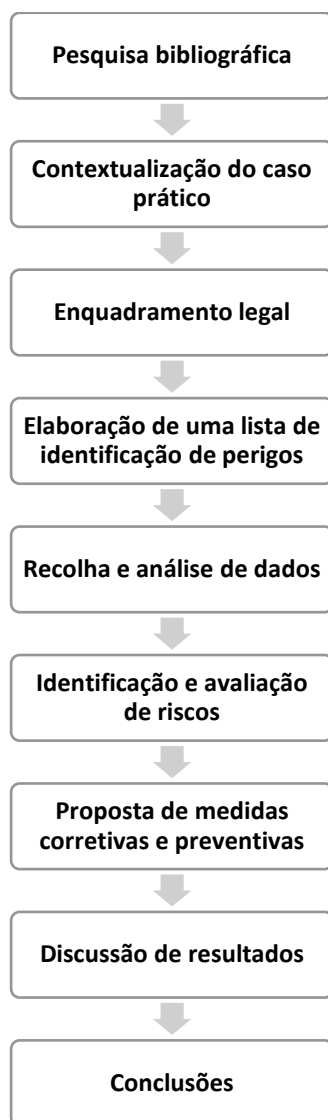 Pesquisa bibliográfica
Contextualização do caso
prático
Enquadramento legal
Elaboração de uma lista de
identificação de perigos
Recolha e análise de dados
Identificação e avaliação
de riscos
Proposta de medidas
corretivas e preventivas
Discussão de resultados
Conclusões